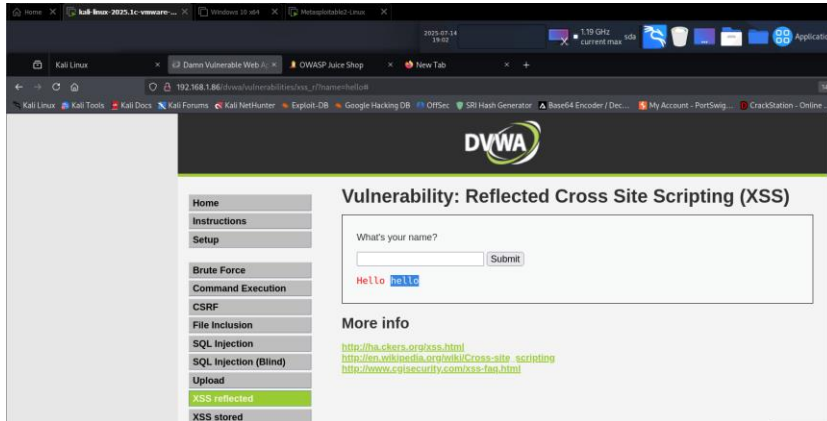 Home kali-linux-2025.1c-vmware-... Windows 10 x64 Metasploitable2-Linux
2025-07-14
19:02
1,19 GHz
current max
sda
Applicatio
Kali Linux Damn Vulnerable Web Ap OWASP Juice Shop New Tab
192.168.1.86/dvwa/vulnerabilities/xss_r/?name=hello#
Kali Linux Kali Tools Kali Docs Kali Forums Kali NetHunter Exploit-DB Google Hacking DB OffSec SRI Hash Generator Base64 Encoder / Dec... My Account - PortSwig... CrackStation - Online
DVWA
Home
Instructions
Setup
Brute Force
Command Execution
CSRF
File Inclusion
SQL Injection
SQL Injection (Blind)
Upload
XSS reflected
XSS stored
Vulnerability: Reflected Cross Site Scripting (XSS)
What's your name?
Submit
Hello hello
More info
http://ha.ckers.org/xss.html
http://en.wikipedia.org/wiki/Cross-site_scripting
http://www.cgisecurity.com/xss-faq.html